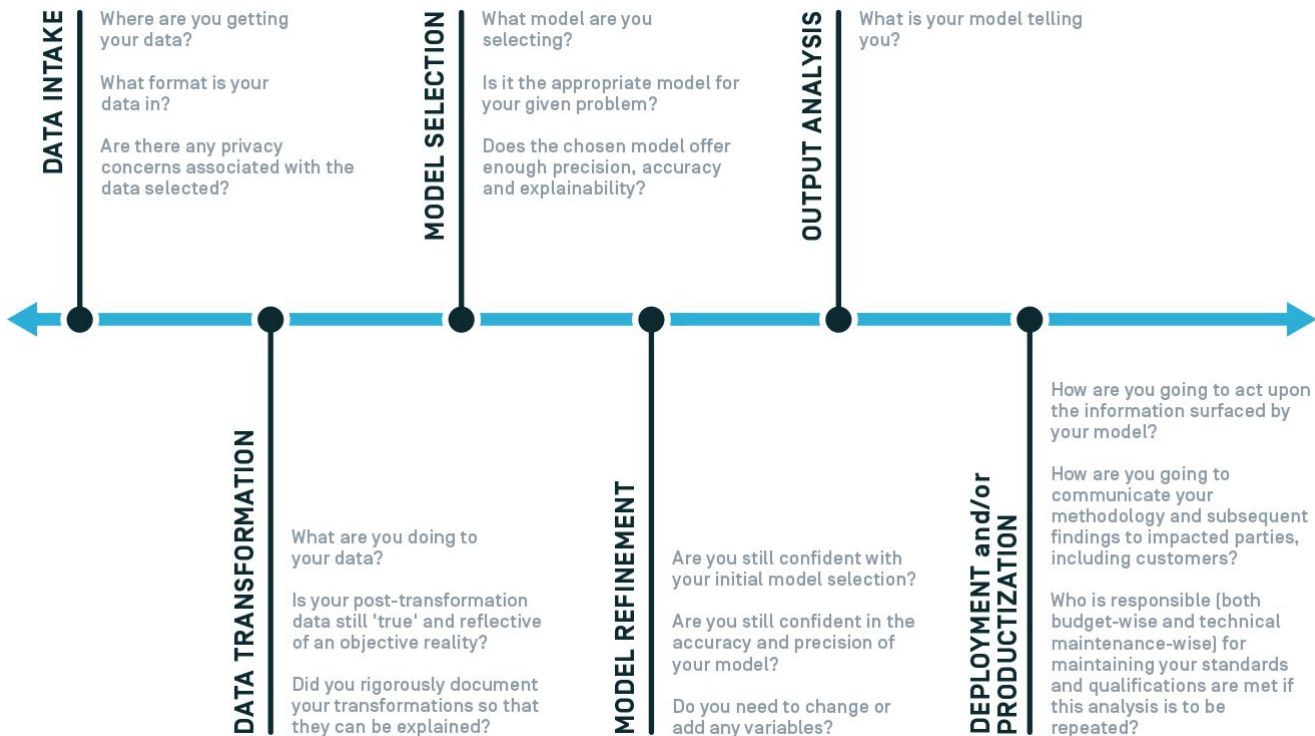 DATA INTAKE
Where are you getting
your data?
What format is your
data in?
Are there any privacy
concerns associated with the
data selected?
DATA TRANSFORMATION
What are you doing to
your data?
Is your post-transformation
data still 'true' and reflective
of an objective reality?
Did you rigorously document
your transformations so that
they can be explained?
MODEL SELECTION
What model are you
selecting?
Is it the appropriate model for
your given problem?
Does the chosen model offer
enough precision, accuracy
and explainability?
MODEL REFINEMENT
Are you still confident with
your initial model selection?
Are you still confident in the
accuracy and precision of
your model?
Do you need to change or
add any variables?
OUTPUT ANALYSIS
What is your model telling
you?
DEPLOYMENT and/or
PRODUCTIZATION
How are you going to act upon
the information surfaced by
your model?
How are you going to
communicate your
methodology and subsequent
findings to impacted parties,
including customers?
Who is responsible (both
budget-wise and technical
maintenance-wise) for
maintaining your standards
and qualifications are met if
this analysis is to be
repeated?